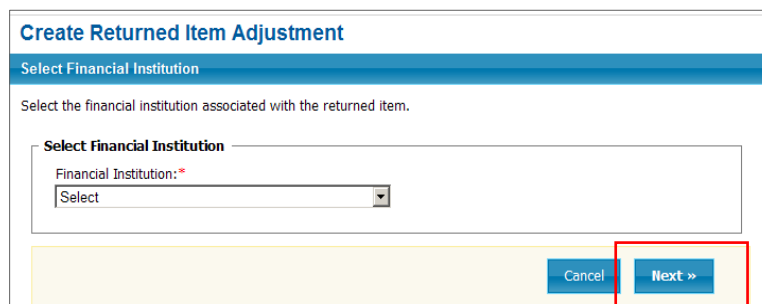 Create Returned Item Adjustment
Select Financial Institution
Select the financial institution associated with the returned item.
Select Financial Institution
Financial Institution:*
Select
Cancel Next »